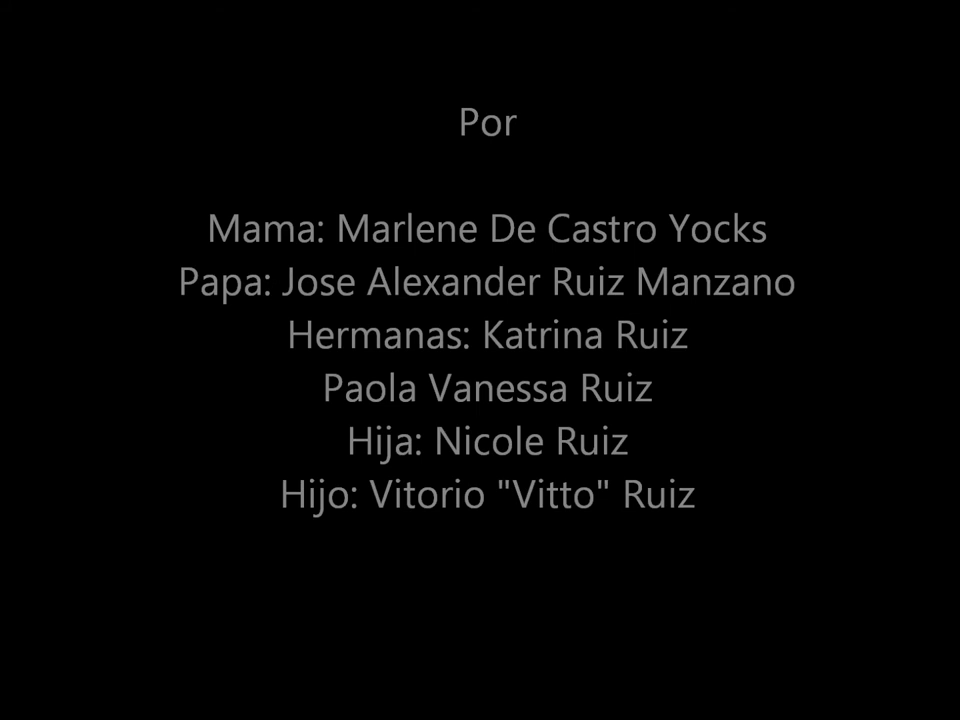 Por
Mama: Marlene De Castro Yocks
Papa: Jose Alexander Ruiz Manzano
Hermanas: Katrina Ruiz
Paola Vanessa Ruiz
Hija: Nicole Ruiz
Hijo: Vitorio "Vitto" Ruiz